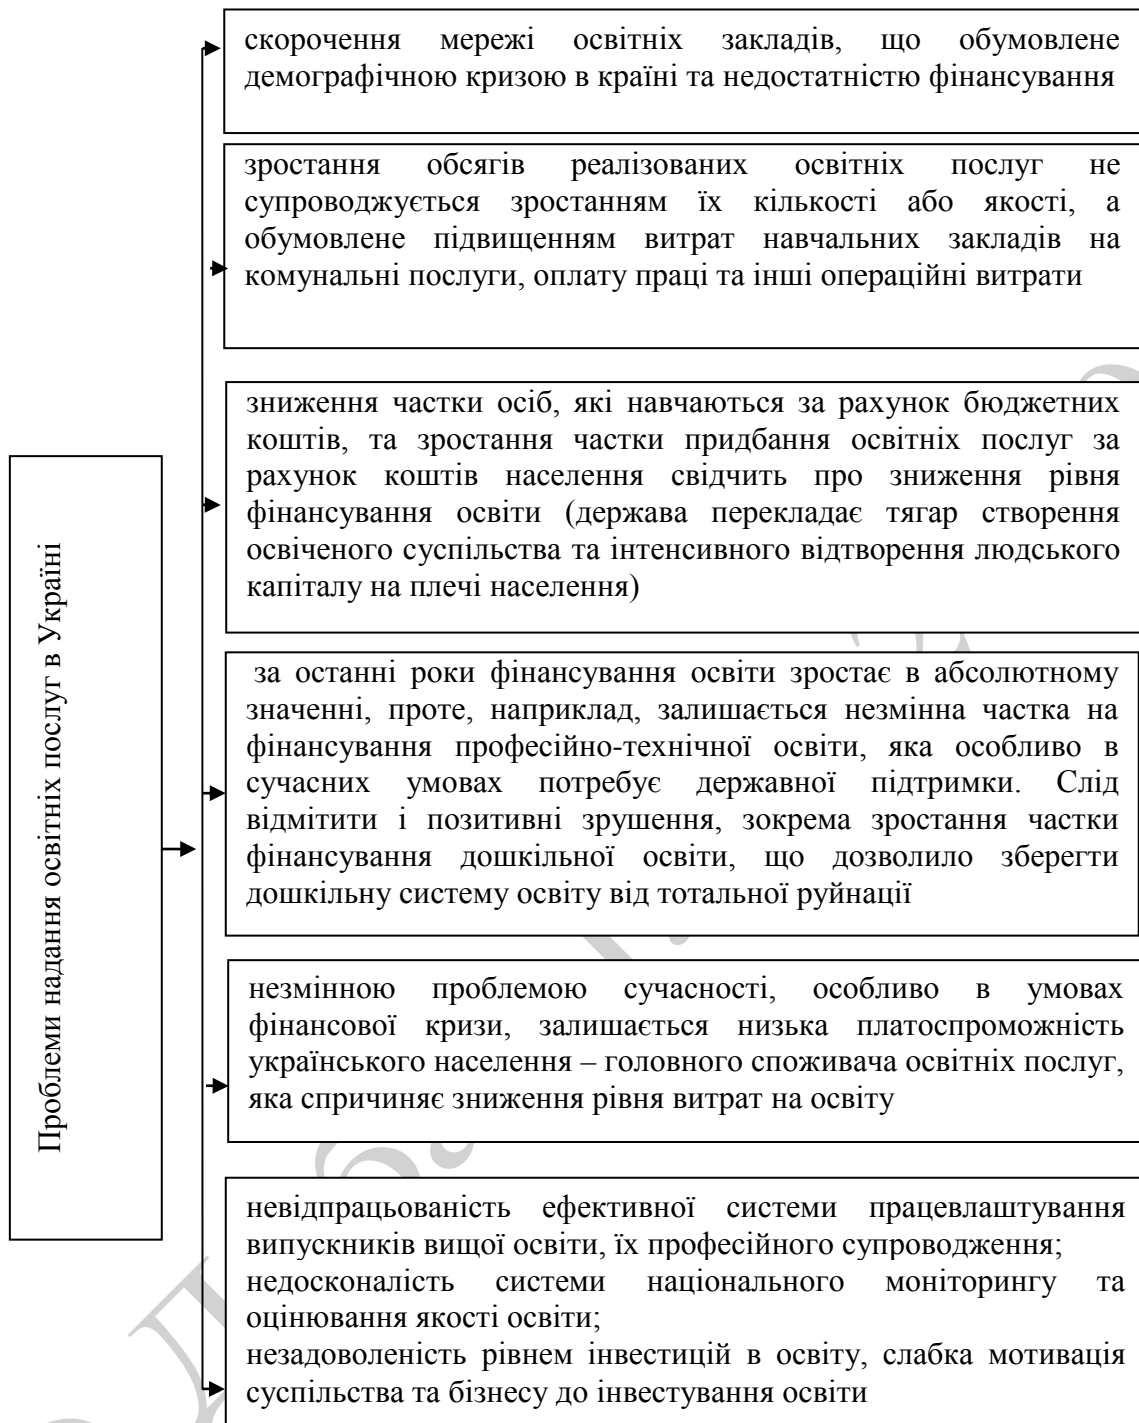 скорочення мережі освітніх закладів, що обумовлене
демографічною кризою в країні та недостатністю фінансування
зростання обсягів реалізованих освітніх послуг не
супроводжується зростанням їх кількості або якості, а
обумовлене підвищенням витрат навчальних закладів на
комунальні послуги, оплату праці та інші операційні витрати
зниження частки осіб, які навчаються за рахунок бюджетних
коштів, та зростання частки придбання освітніх послуг за
рахунок коштів населення свідчить про зниження рівня
фінансування освіти (держава перекладає тягар створення
освіченого суспільства та інтенсивного відтворення людського
капіталу на плечі населення)
Проблеми надання освітніх послуг в Україні
за останні роки фінансування освіти зростає в абсолютному
значенні, проте, наприклад, залишається незмінна частка на
фінансування професійно-технічної освіти, яка особливо в
сучасних умовах потребує державної підтримки. Слід
відмітити і позитивні зрушення, зокрема зростання частки
фінансування дошкільної освіти, що дозволило зберегти
дошкільну систему освіту від тотальної руйнації
незмінною проблемою сучасності, особливо в умовах
фінансової кризи, залишається низька платоспроможність
українського населення – головного споживача освітніх послуг,
яка спричиняє зниження рівня витрат на освіту
невідпрацьованість ефективної системи працевлаштування
випускників вищої освіти, їх професійного супроводження;
недосконалість системи національного моніторингу та
оцінювання якості освіти;
незадоволеність рівнем інвестицій в освіту, слабка мотивація
суспільства та бізнесу до інвестування освіти